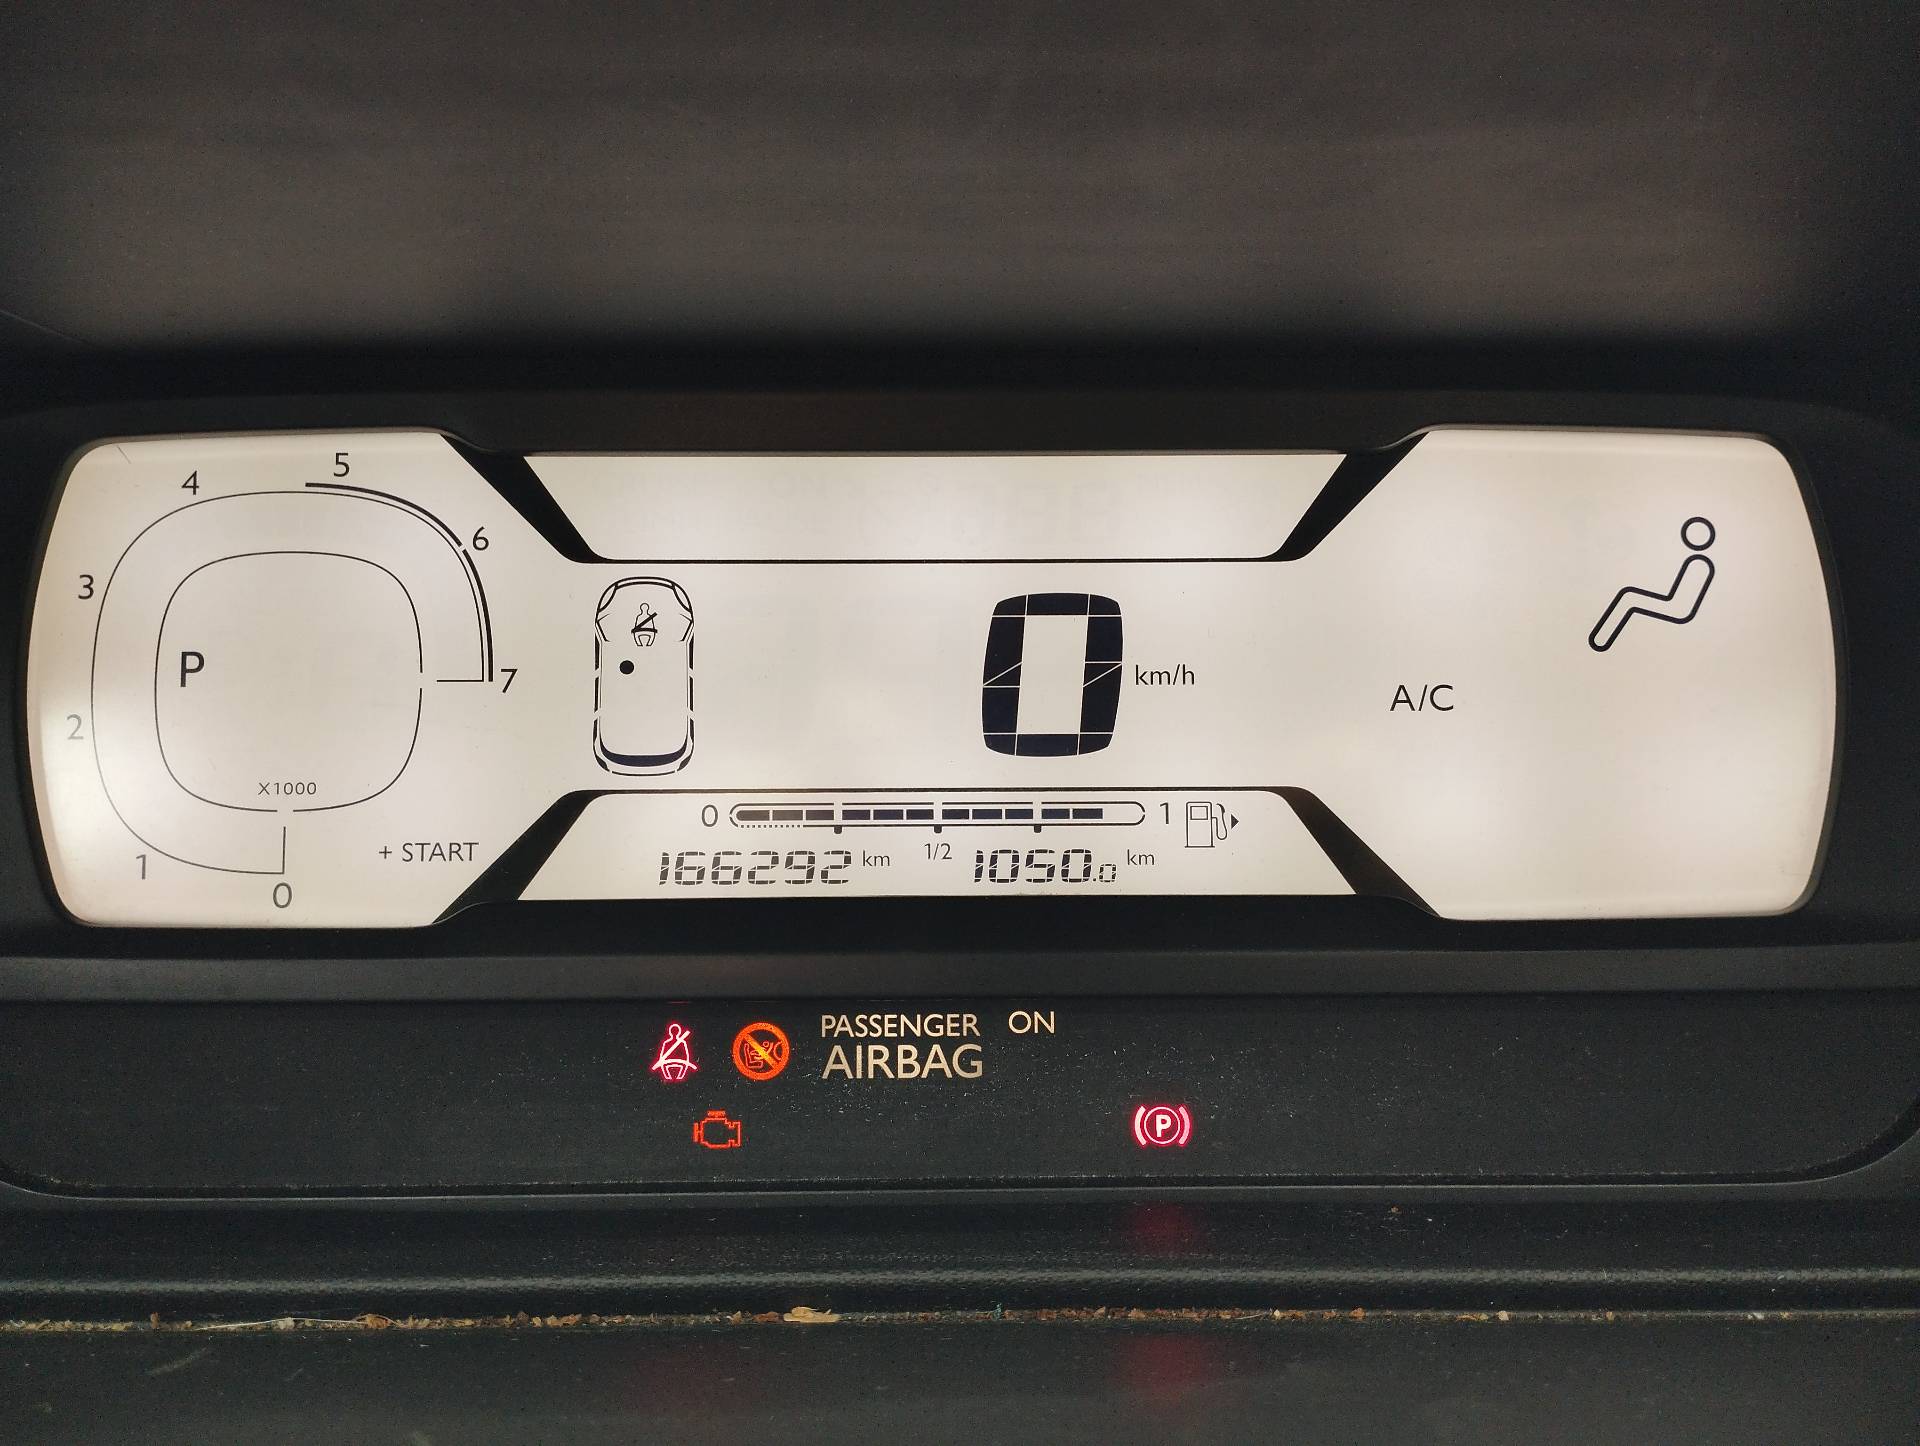 4
5
6
3
P
7
2
X1000
1
0
+ START
0 km/h
A/C
0 1/2 1
166292 km
1050.0 km
PASSENGER ON
AIRBAG
P